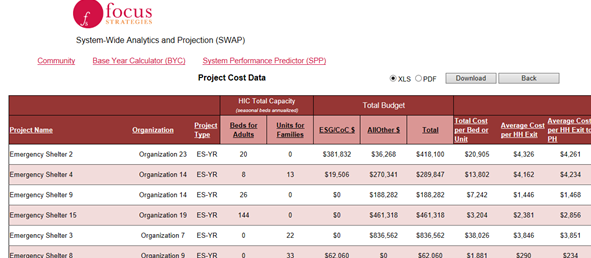 focus
STRATEGIES
System-Wide Analytics and Projection (SWAP)
Community Base Year Calculator (BYC) System Performance Predictor (SPP)
Project Cost Data XLS PDF Download Back
HIC Total Capacity
(seasonal beds annualized) Total Budget
Project Name Organization Project Type Beds for Adults Units for Families ESG/CoC $ AllOther $ Total Total Cost per Bed or Unit Average Cost per HH Exit Average Cost per HH Exit to PH
Emergency Shelter 2 Organization 23 ES-YR 20 0 $381,832 $36,268 $418,100 $20,905 $4,326 $4,261
Emergency Shelter 4 Organization 14 ES-YR 8 13 $19,506 $270,341 $289,847 $13,802 $4,162 $4,234
Emergency Shelter 9 Organization 14 ES-YR 26 0 $0 $188,282 $188,282 $7,242 $1,446 $1,468
Emergency Shelter 15 Organization 19 ES-YR 144 0 $0 $461,318 $461,318 $3,204 $2,381 $2,856
Emergency Shelter 3 Organization 7 ES-YR 0 22 $0 $836,562 $836,562 $38,026 $3,846 $3,851
Emergency Shelter 8 Organization 9 ES-YR 0 33 $62,060 $0 $62,060 $1,881 $290 $234